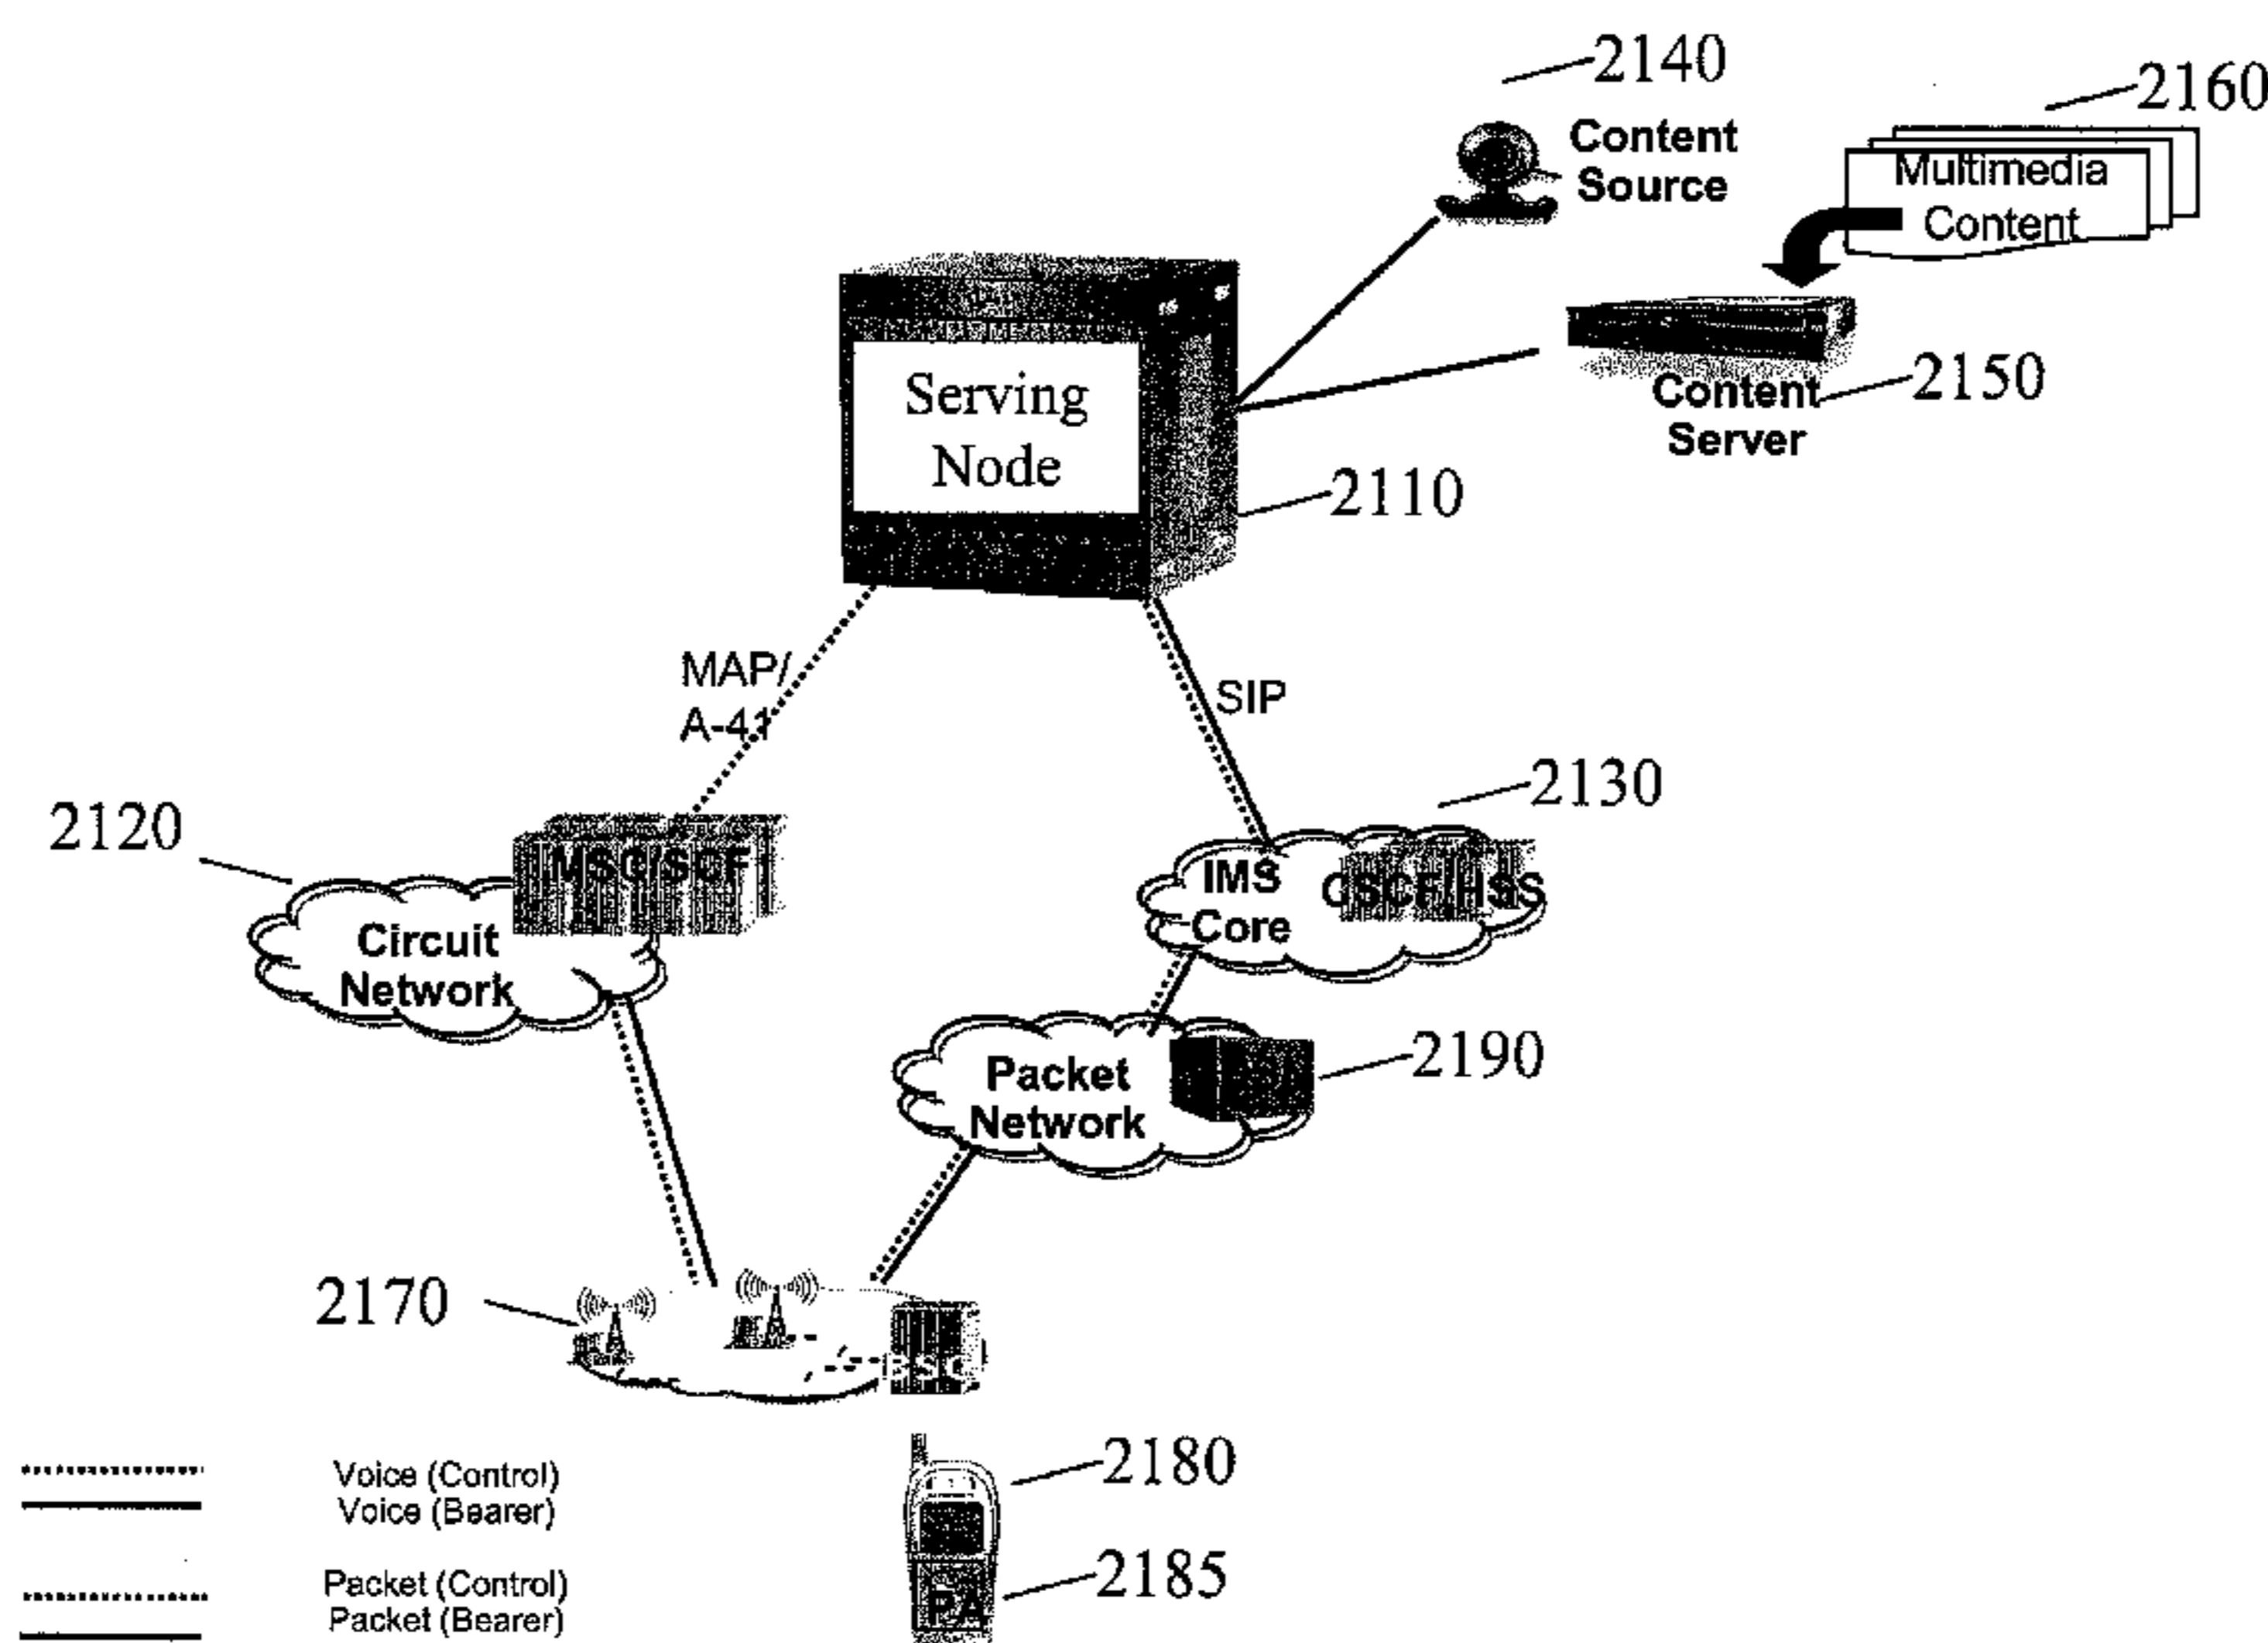 2140
2160
Content
Source
Multimedia
Content
Serving
Node
2150
Content
Server
2110
MAP/
A-41
SIP
2130
2120
MSC/SCF
IMS
Core
CSCF/HSS
Circuit
Network
2190
Packet
Network
2170
BSC
2180
Voice (Control)
Voice (Bearer)
2185
PA
Packet (Control)
Packet (Bearer)